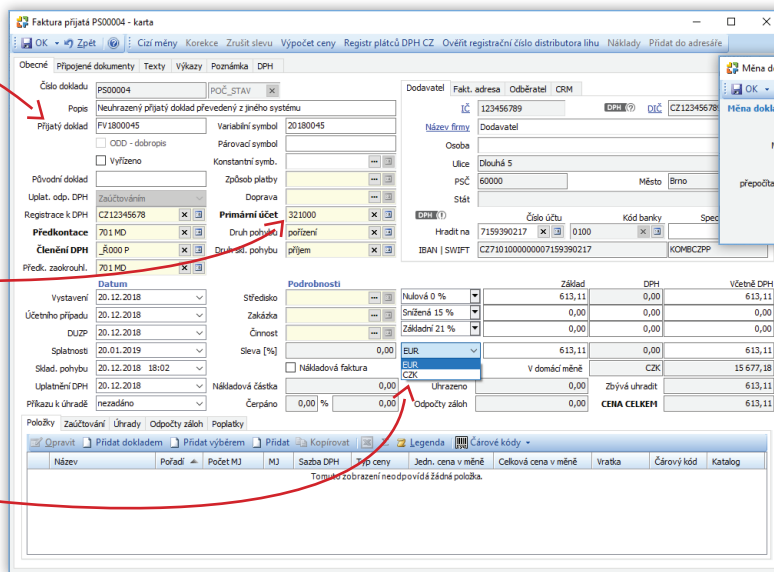 Faktura přijatá PS00004 - karta
OK Zpět Cizí měny Korekce Zrušit slevu Výpočet ceny Registr plátců DPH CZ Ověřit registrační číslo distributora lihu Náklady Přidat do adresáře
Obecné Připojené dokumenty Texty Výkazy Poznámka DPH
Číslo dokladu PS00004 POČ_STAV
Popis Neuhrazený přijatý doklad převedený z jiného systému
Přijatý doklad FV1800045 Variabilní symbol 20180045
ODD - dobropis Párovací symbol
Vyřízeno Konstantní symb.
Původní doklad Způsob platby
Uplat. odp. DPH Zaúčtováním Doprava
Registrace k DPH CZ12345678 Primární účet 321000
Předkontace 701 MD Druh pohybu pořízení
Členění DPH _Ř000 P Druh skl. pohybu příjem
Předk. zaokrouhl. 701 MD
Dodavatel Fakt. adresa Odběratel CRM
IČ 123456789 DPH DIČ CZ123456789
Název firmy Dodavatel
Osoba
Ulice Dlouhá 5
PSČ 60000 Město Brno
Stát
DPH Číslo účtu Kód banky Spec
Hradit na 7159390217 0100
IBAN | SWIFT CZ7101000000007159390217 KOMBCZPP
Měna do
OK
Měna dokla
M
přepočíta
Datum Podrobnosti Základ DPH Včetně DPH
Vystavení 20.12.2018 Středisko Nulová 0 % 613,11 0,00 613,11
Účetního případu 20.12.2018 Zakázka Snížená 15 % 0,00 0,00 0,00
DUZP 20.12.2018 Činnost Základní 21 % 0,00 0,00 0,00
Splatnosti 20.01.2019 Sleva [%] 0,00 EUR 613,11 0,00 613,11
Sklad. pohybu 20.12.2018 18:02 Nákladová faktura EUR V domácí měně CZK 15 677,18
CZK
Uplatnění DPH 20.12.2018 Nákladová částka 0,00 Uhrazeno 0,00 Zbývá uhradit 613,11
Příkazu k úhradě nezadáno Čerpáno 0,00 % 0,00 Odpočty záloh 0,00 CENA CELKEM 613,11
Položky Zaúčtování Úhrady Odpočty záloh Poplatky
Opravit Přidat dokladem Přidat výběrem Přidat Kopírovat Legenda Čárové kódy
Název Pořadí Počet MJ MJ Sazba DPH Typ ceny Jedn. cena v měně Celková cena v měně Vratka Čárový kód Katalog
Tomuto zobrazení neodpovídá žádná položka.